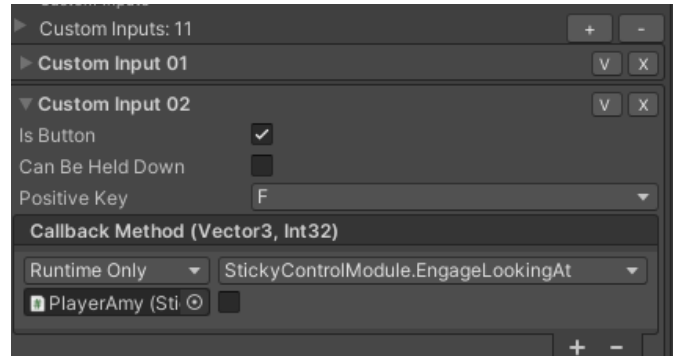 Custom Inputs: 11 + -
Custom Input 01 V X
Custom Input 02 V X
Is Button
Can Be Held Down
Positive Key F
Callback Method (Vector3, Int32)
Runtime Only StickyControlModule.EngageLookingAt
PlayerAmy (Sti
+ -